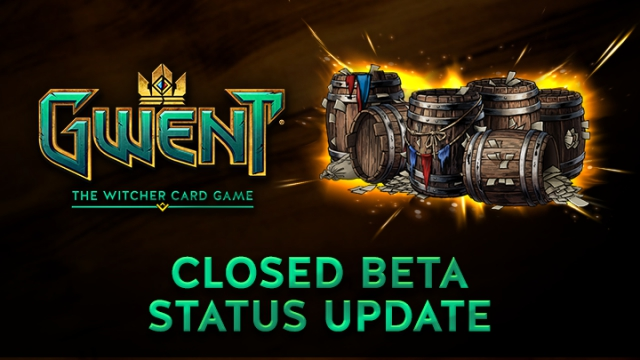 GWENT
THE WITCHER CARD GAME
CLOSED BETA
STATUS UPDATE